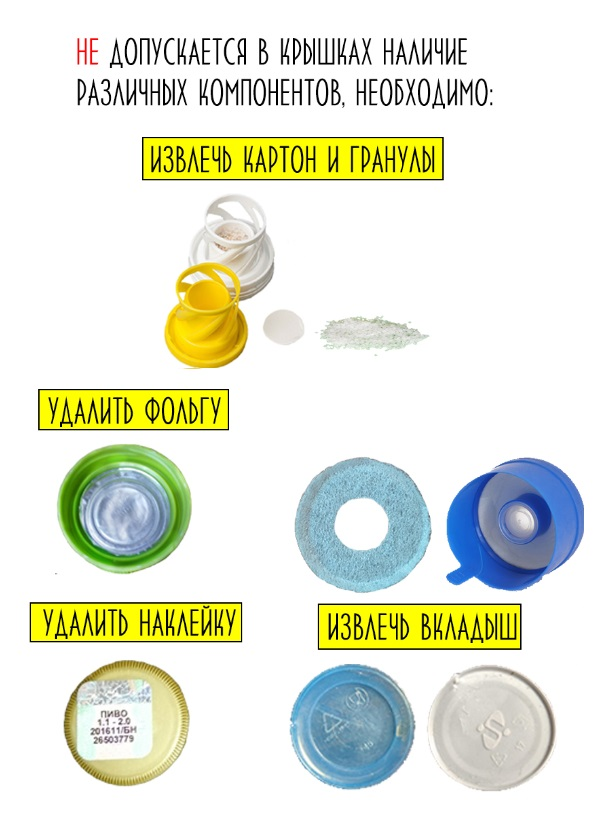 НЕ ДОПУСКАЕТСЯ В КРЫШКАХ НАЛИЧИЕ
РАЗЛИЧНЫХ КОМПОНЕНТОВ, НЕОБХОДИМО:
ИЗВЛЕЧЬ КАРТОН И ГРАНУЛЫ
УДАЛИТЬ ФОЛЬГУ
УДАЛИТЬ НАКЛЕЙКУ
ИЗВЛЕЧЬ ВКЛАДЫШ
ПИВО
1.1 - 2.0
201611/БН
26503779